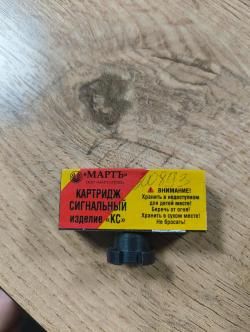 «МАРТЪ»
КАРТРИДЖ
СИГНАЛЬНЫЙ
изделие «КС»
ВНИМАНИЕ!
Хранить в недоступном
для детей месте!
Беречь от огня!
Хранить в сухом месте!
Не бросать!